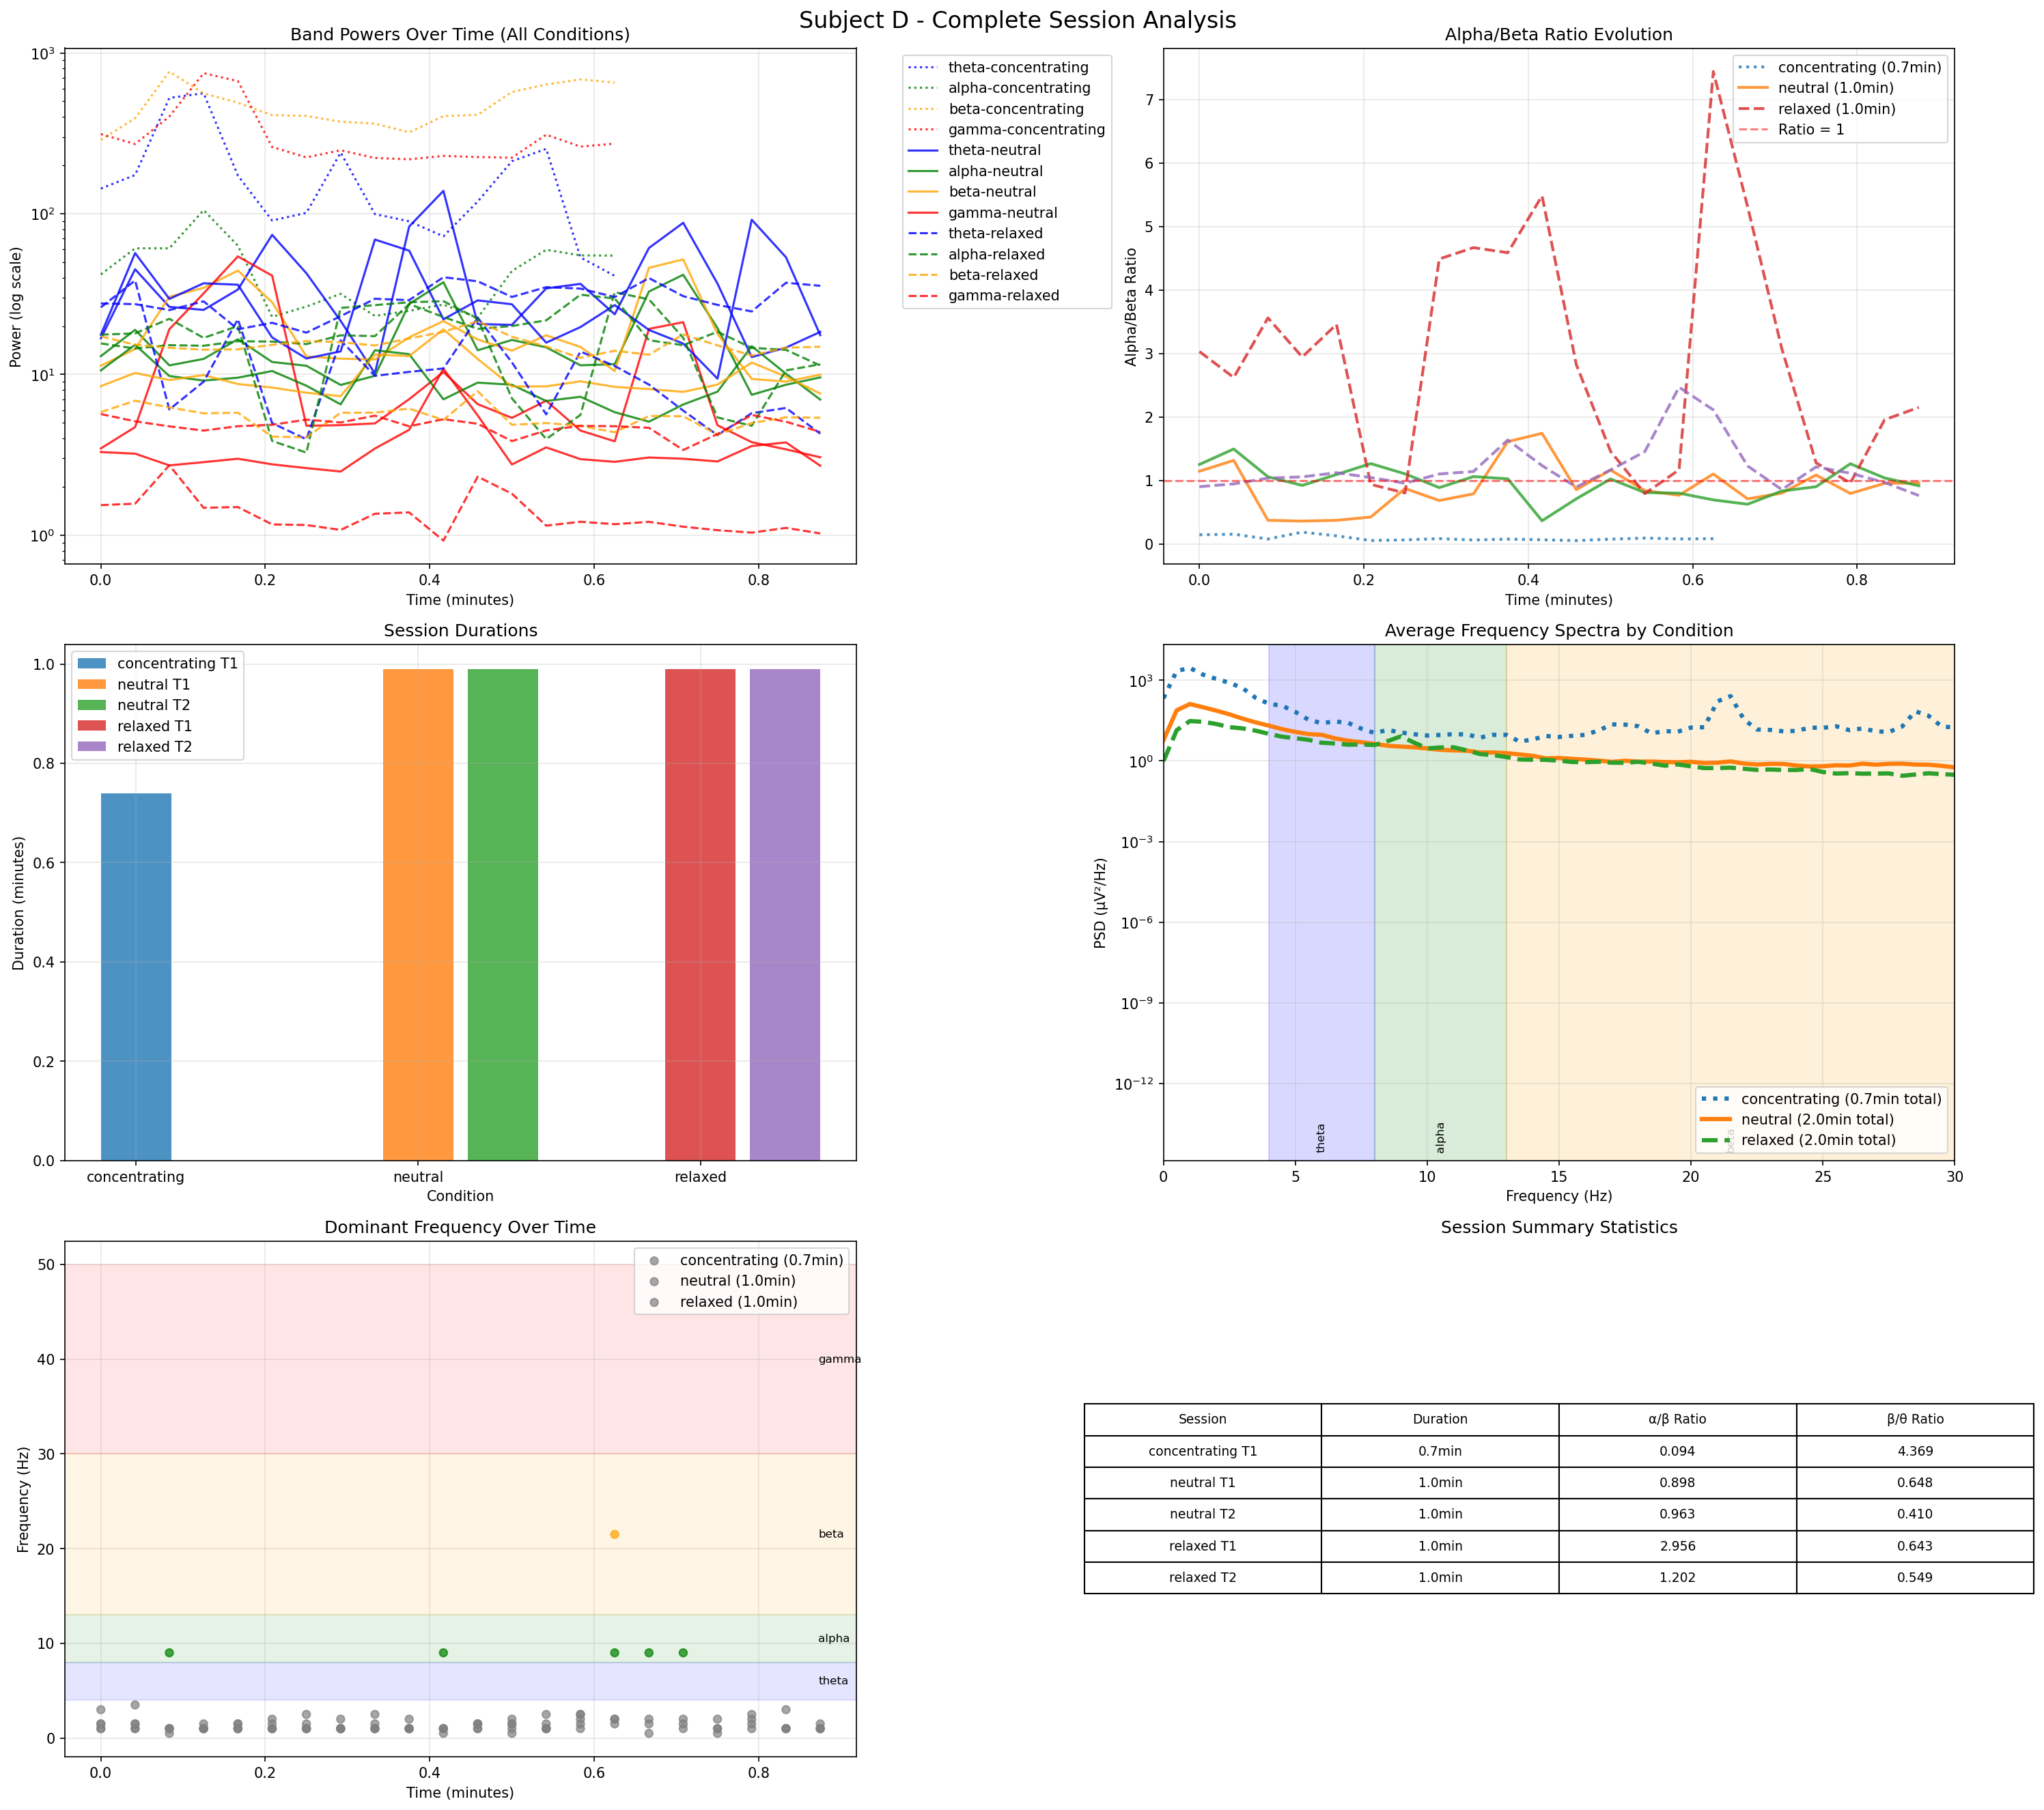 Subject D - Complete Session Analysis
Band Powers Over Time (All Conditions)
10³
10²
10¹
10⁰
Power (log scale)
0.0 0.2 0.4 0.6 0.8
Time (minutes)
theta-concentrating
alpha-concentrating
beta-concentrating
gamma-concentrating
theta-neutral
alpha-neutral
beta-neutral
gamma-neutral
theta-relaxed
alpha-relaxed
beta-relaxed
gamma-relaxed
Alpha/Beta Ratio Evolution
7
6
5
4
3
2
1
0
Alpha/Beta Ratio
concentrating (0.7min)
neutral (1.0min)
relaxed (1.0min)
Ratio = 1
0.0 0.2 0.4 0.6 0.8
Time (minutes)
Session Durations
1.0
0.8
0.6
0.4
0.2
0.0
Duration (minutes)
concentrating T1
neutral T1
neutral T2
relaxed T1
relaxed T2
concentrating neutral relaxed
Condition
Average Frequency Spectra by Condition
10³
10⁰
10⁻³
10⁻⁶
10⁻⁹
10⁻¹²
PSD (µV²/Hz)
theta
alpha
beta
concentrating (0.7min total)
neutral (2.0min total)
relaxed (2.0min total)
0 5 10 15 20 25 30
Frequency (Hz)
Dominant Frequency Over Time
50
40
30
20
10
0
Frequency (Hz)
concentrating (0.7min)
neutral (1.0min)
relaxed (1.0min)
gamma
beta
alpha
theta
0.0 0.2 0.4 0.6 0.8
Time (minutes)
Session Summary Statistics
Session Duration α/β Ratio β/θ Ratio
concentrating T1 0.7min 0.094 4.369
neutral T1 1.0min 0.898 0.648
neutral T2 1.0min 0.963 0.410
relaxed T1 1.0min 2.956 0.643
relaxed T2 1.0min 1.202 0.549